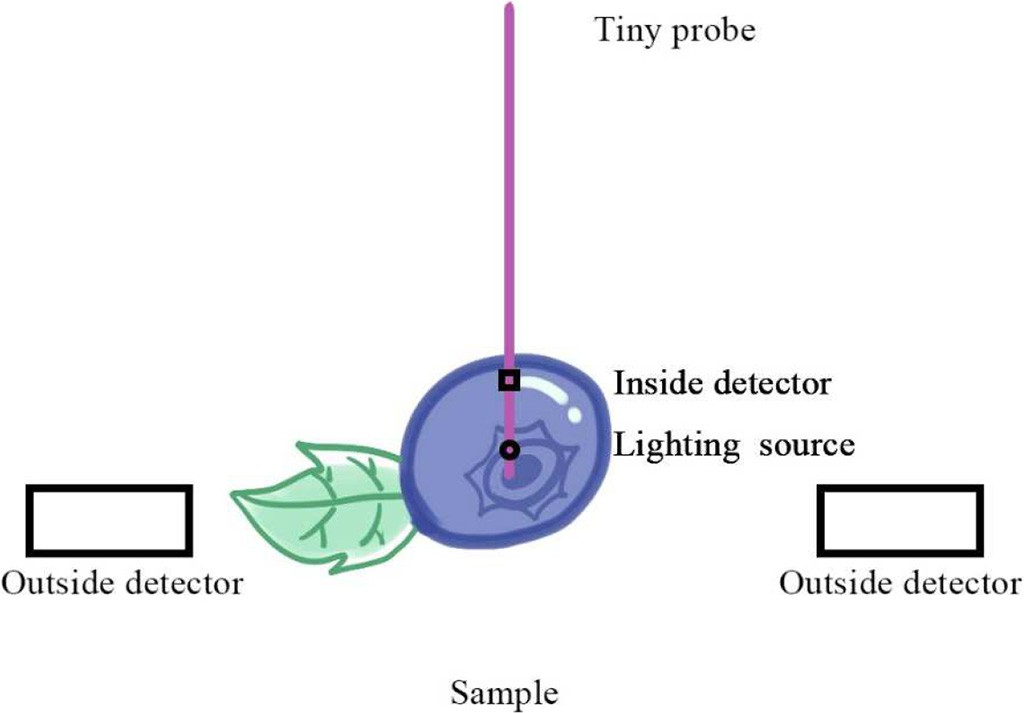 Tiny probe
Inside detector
Lighting source
Outside detector
Outside detector
Sample